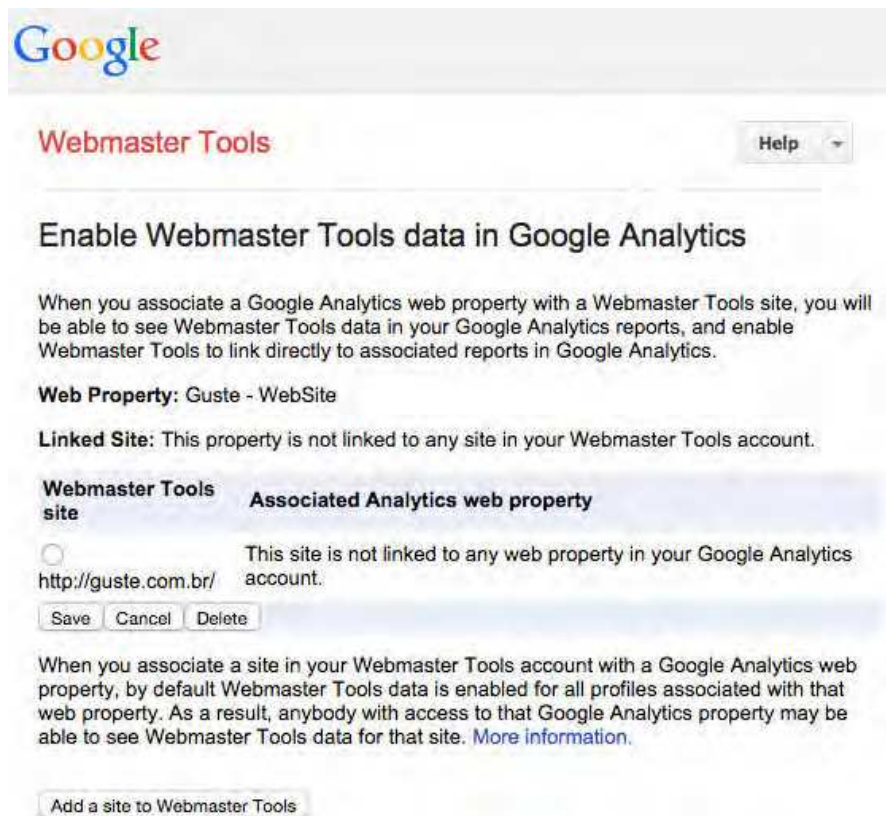 Google
Webmaster Tools
Help
Enable Webmaster Tools data in Google Analytics
When you associate a Google Analytics web property with a Webmaster Tools site, you will
be able to see Webmaster Tools data in your Google Analytics reports, and enable
Webmaster Tools to link directly to associated reports in Google Analytics.
Web Property: Guste - WebSite
Linked Site: This property is not linked to any site in your Webmaster Tools account.
Webmaster Tools
site
Associated Analytics web property
http://guste.com.br/
This site is not linked to any web property in your Google Analytics
account.
Save Cancel Delete
When you associate a site in your Webmaster Tools account with a Google Analytics web
property, by default Webmaster Tools data is enabled for all profiles associated with that
web property. As a result, anybody with access to that Google Analytics property may be
able to see Webmaster Tools data for that site. More information.
Add a site to Webmaster Tools